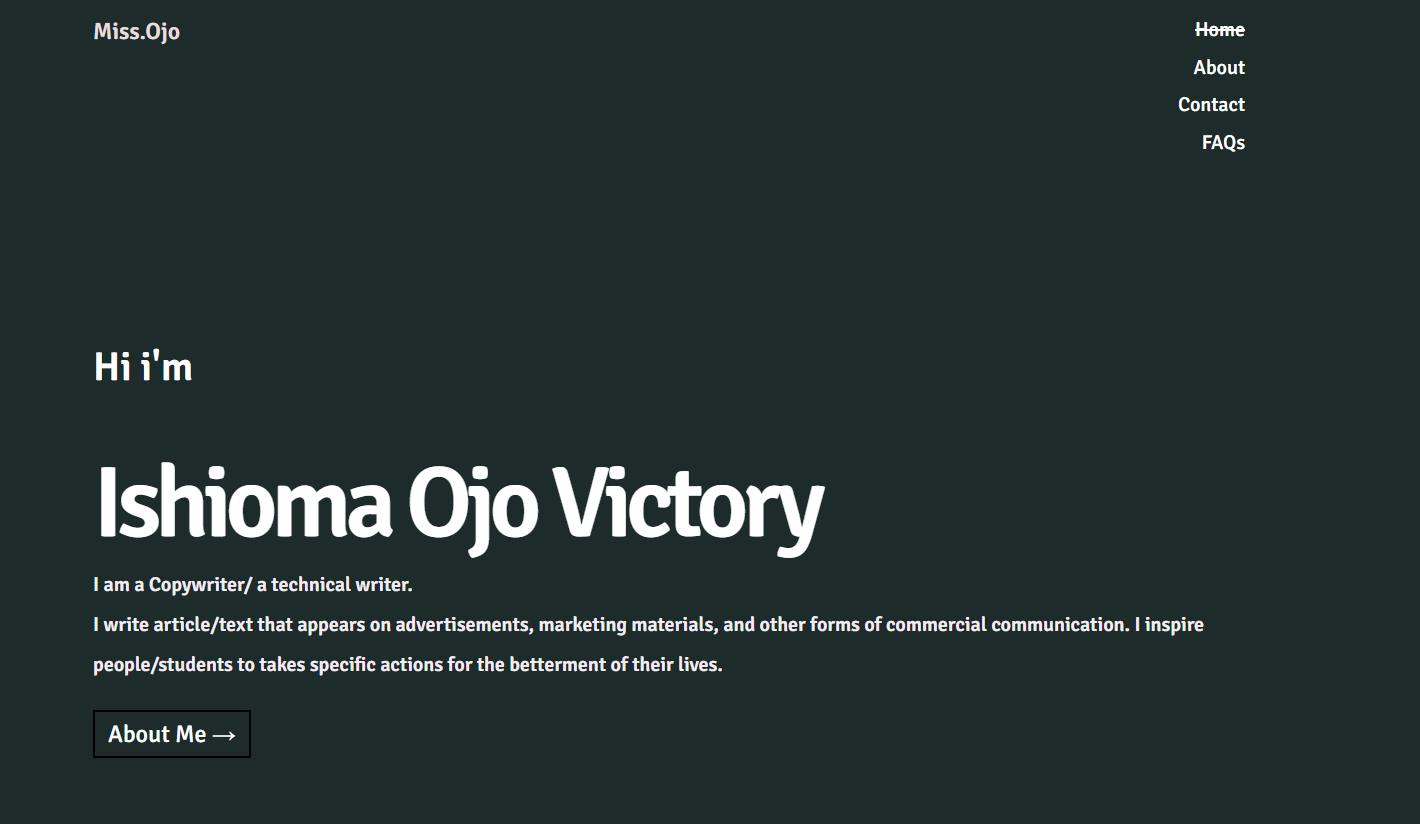 Miss.Ojo
Home
About
Contact
FAQs
Hi i'm
Ishioma Ojo Victory
I am a Copywriter/ a technical writer.
I write article/text that appears on advertisements, marketing materials, and other forms of commercial communication. I inspire
people/students to takes specific actions for the betterment of their lives.
About Me →